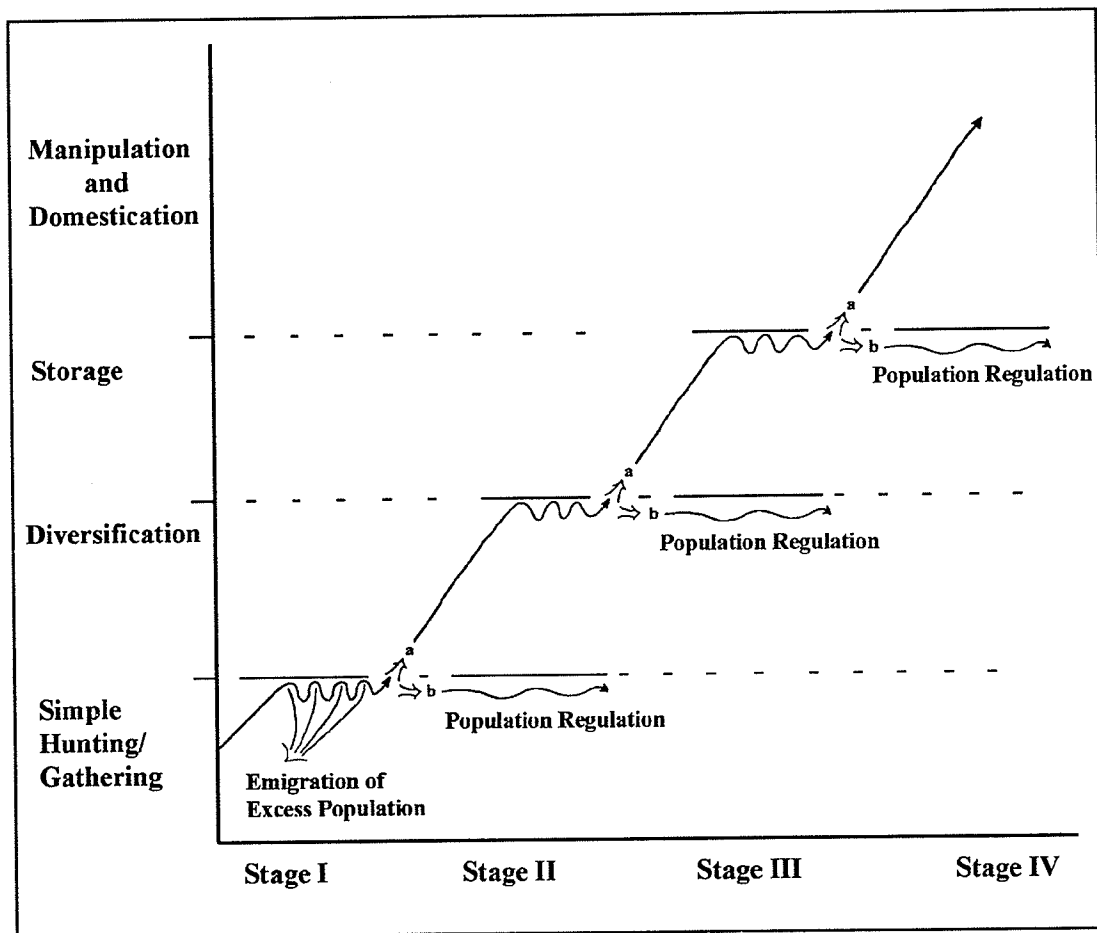 Manipulation
and
Domestication
a
b
Storage
Population Regulation
a
b
Diversification
Population Regulation
a
b
Simple
Hunting/
Gathering
Population Regulation
Emigration of
Excess Population
Stage I
Stage II
Stage III
Stage IV